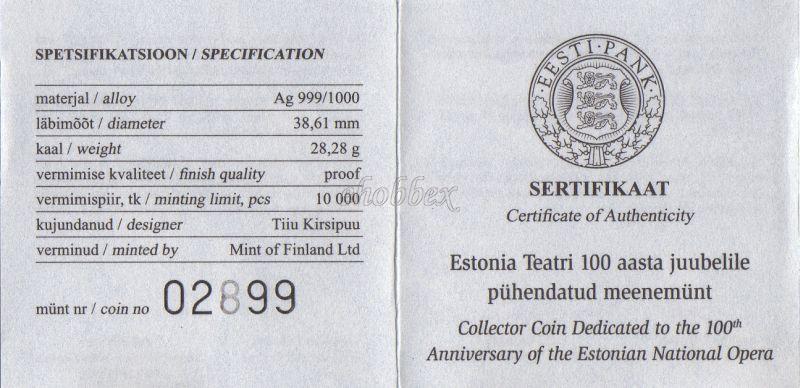 SPETSIFIKATSIOON / SPECIFICATION
materjal / alloy Ag 999/1000
läbimõõt / diameter 38,61 mm
kaal / weight 28,28 g
vermimise kvaliteet / finish quality proof
vermimispiir, tk / minting limit, pcs 10 000
kujundanud / designer Tiiu Kirsipuu
verminud / minted by Mint of Finland Ltd
münt nr / coin no 02899
ohobbex
EESTI · PANK ·
SERTIFIKAAT
Certificate of Authenticity
Estonia Teatri 100 aasta juubelile
pühendatud meenemünt
Collector Coin Dedicated to the 100th
Anniversary of the Estonian National Opera